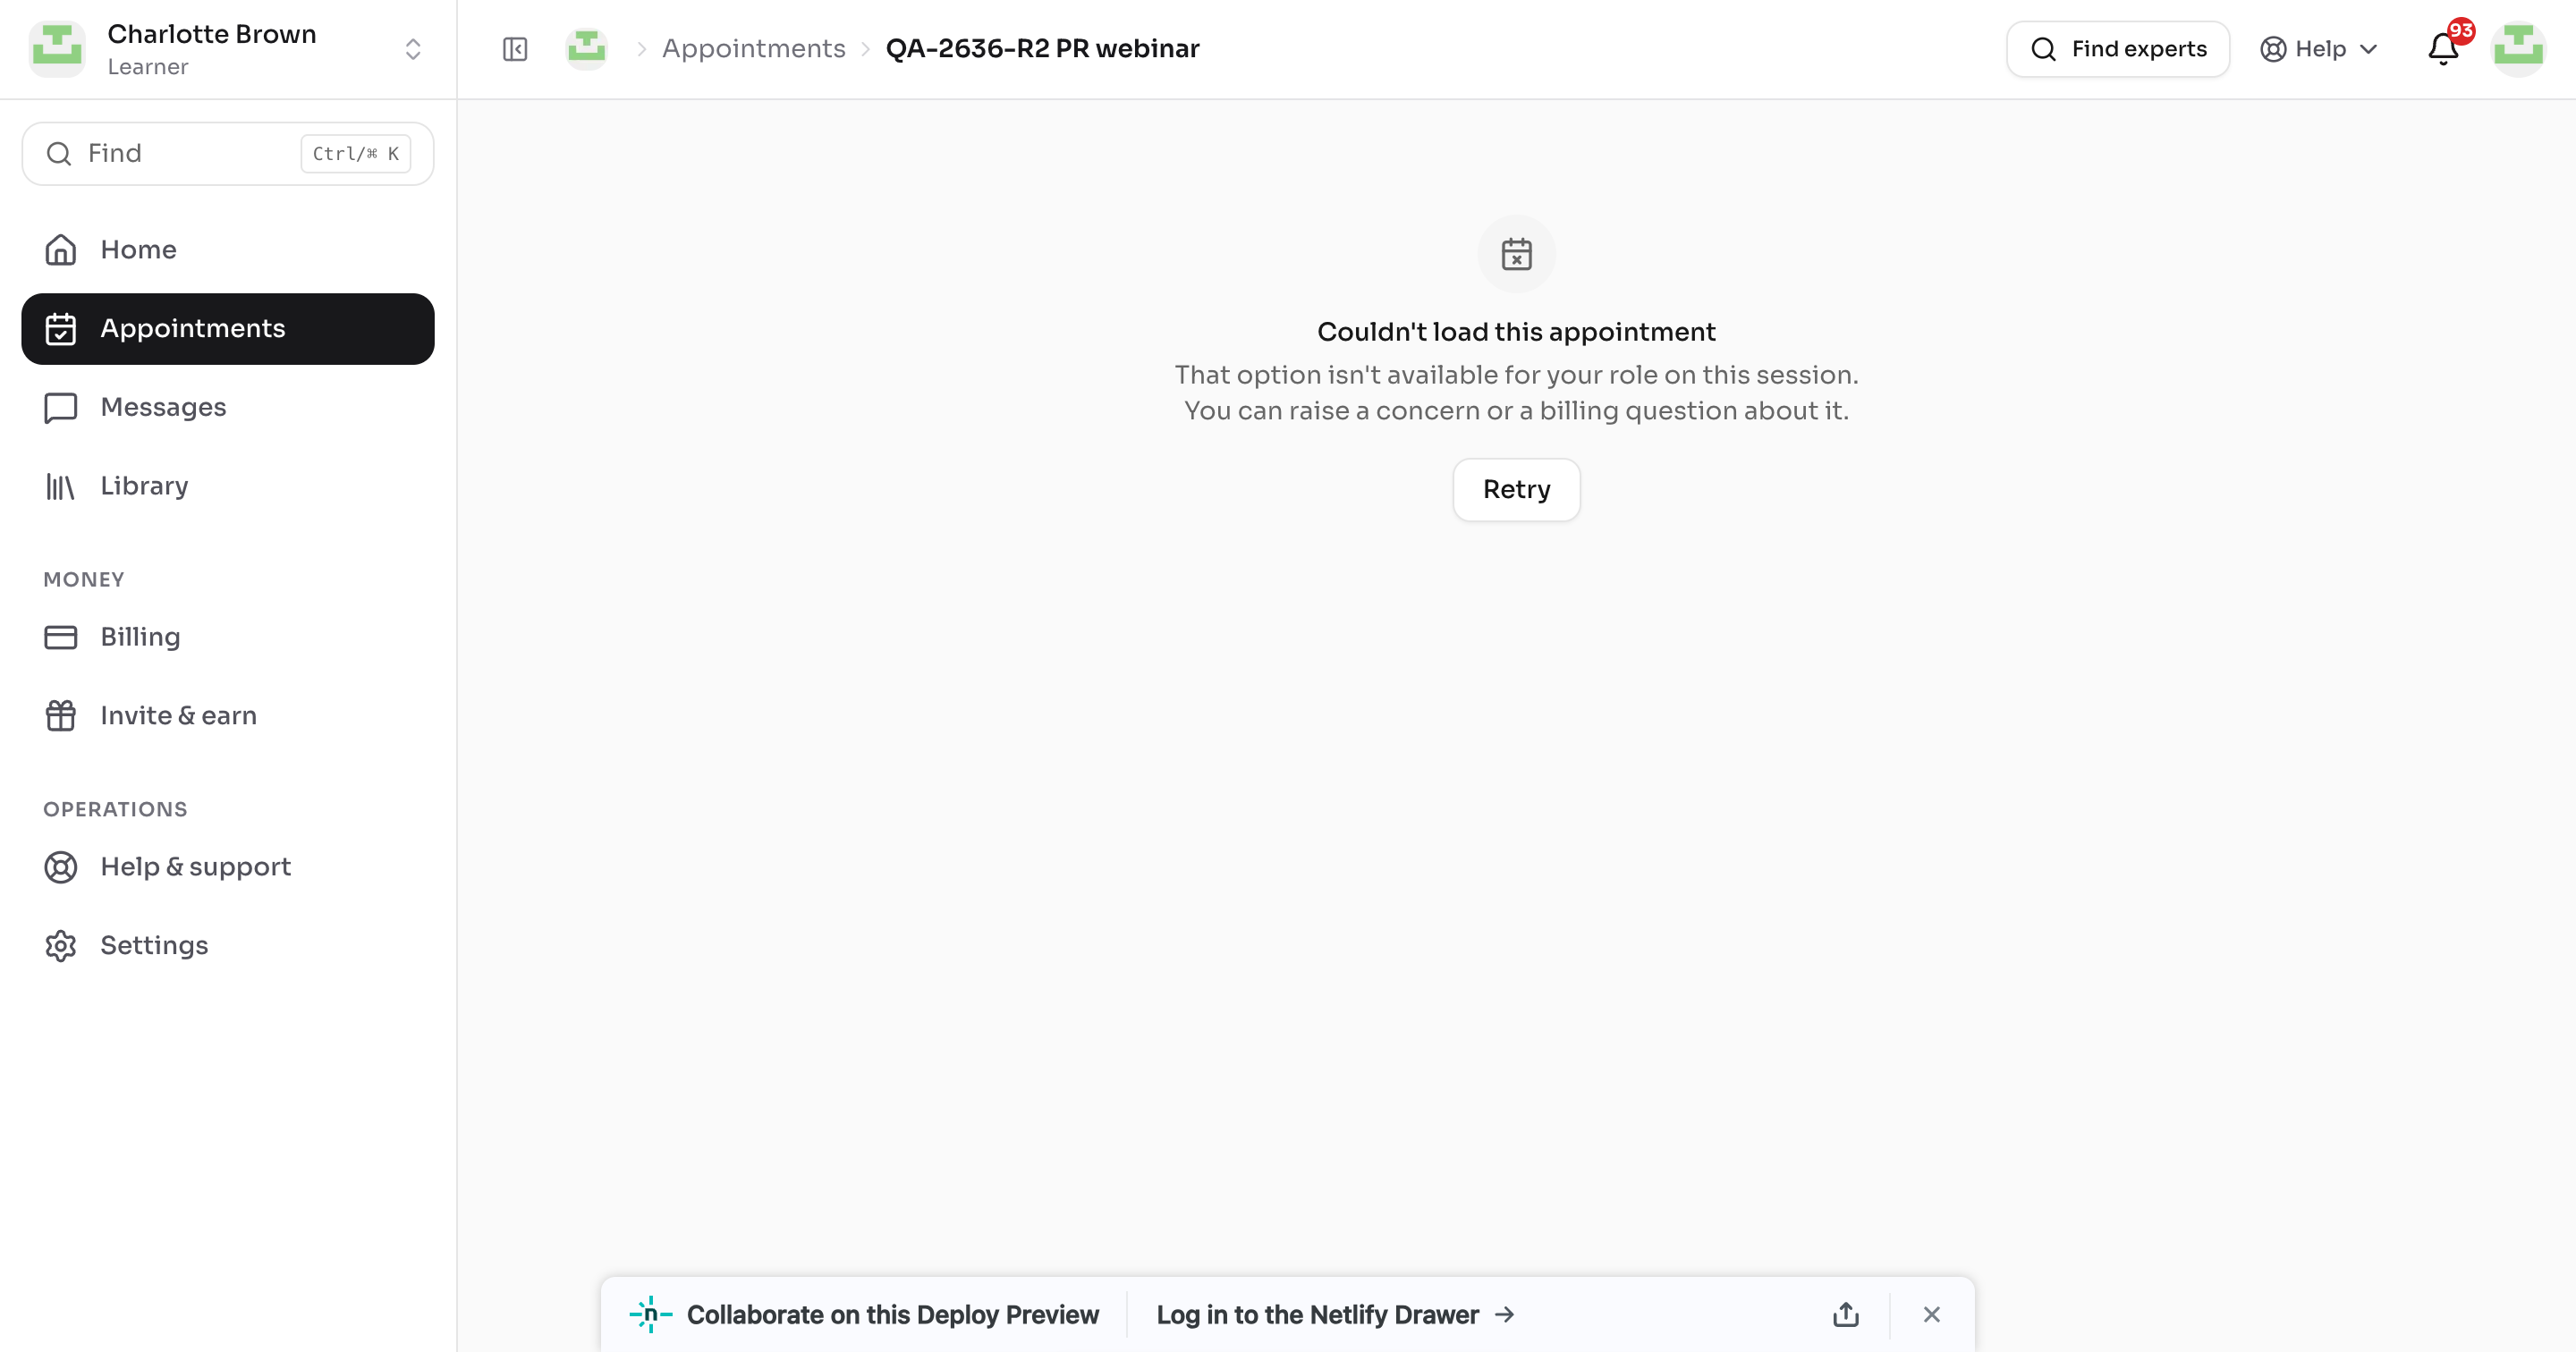 Charlotte Brown
Learner
Find
Ctrl/⌘ K
Home
Appointments
Messages
Library
MONEY
Billing
Invite & earn
OPERATIONS
Help & support
Settings
Appointments
QA-2636-R2 PR webinar
Find experts
Help
93
Couldn't load this appointment
That option isn't available for your role on this session.
You can raise a concern or a billing question about it.
Retry
n
Collaborate on this Deploy Preview
Log in to the Netlify Drawer →